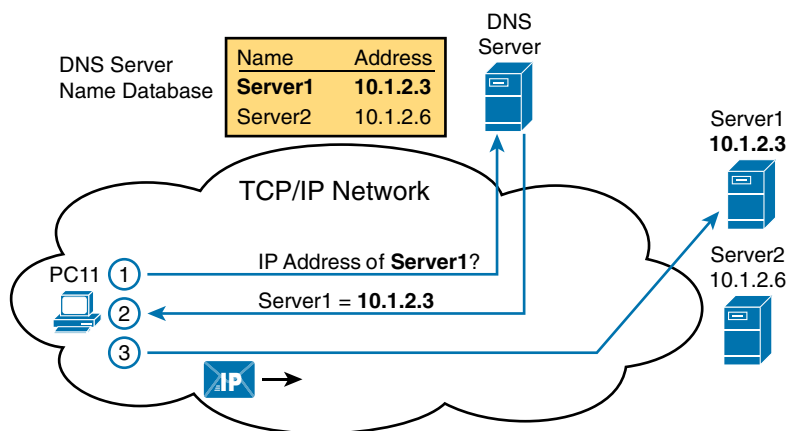 DNS
Server
DNS Server
Name Database
Name Address
Server1 10.1.2.3
Server2 10.1.2.6
Server1
10.1.2.3
TCP/IP Network
Server2
10.1.2.6
PC11
1
IP Address of Server1?
2
Server1 = 10.1.2.3
3
IP